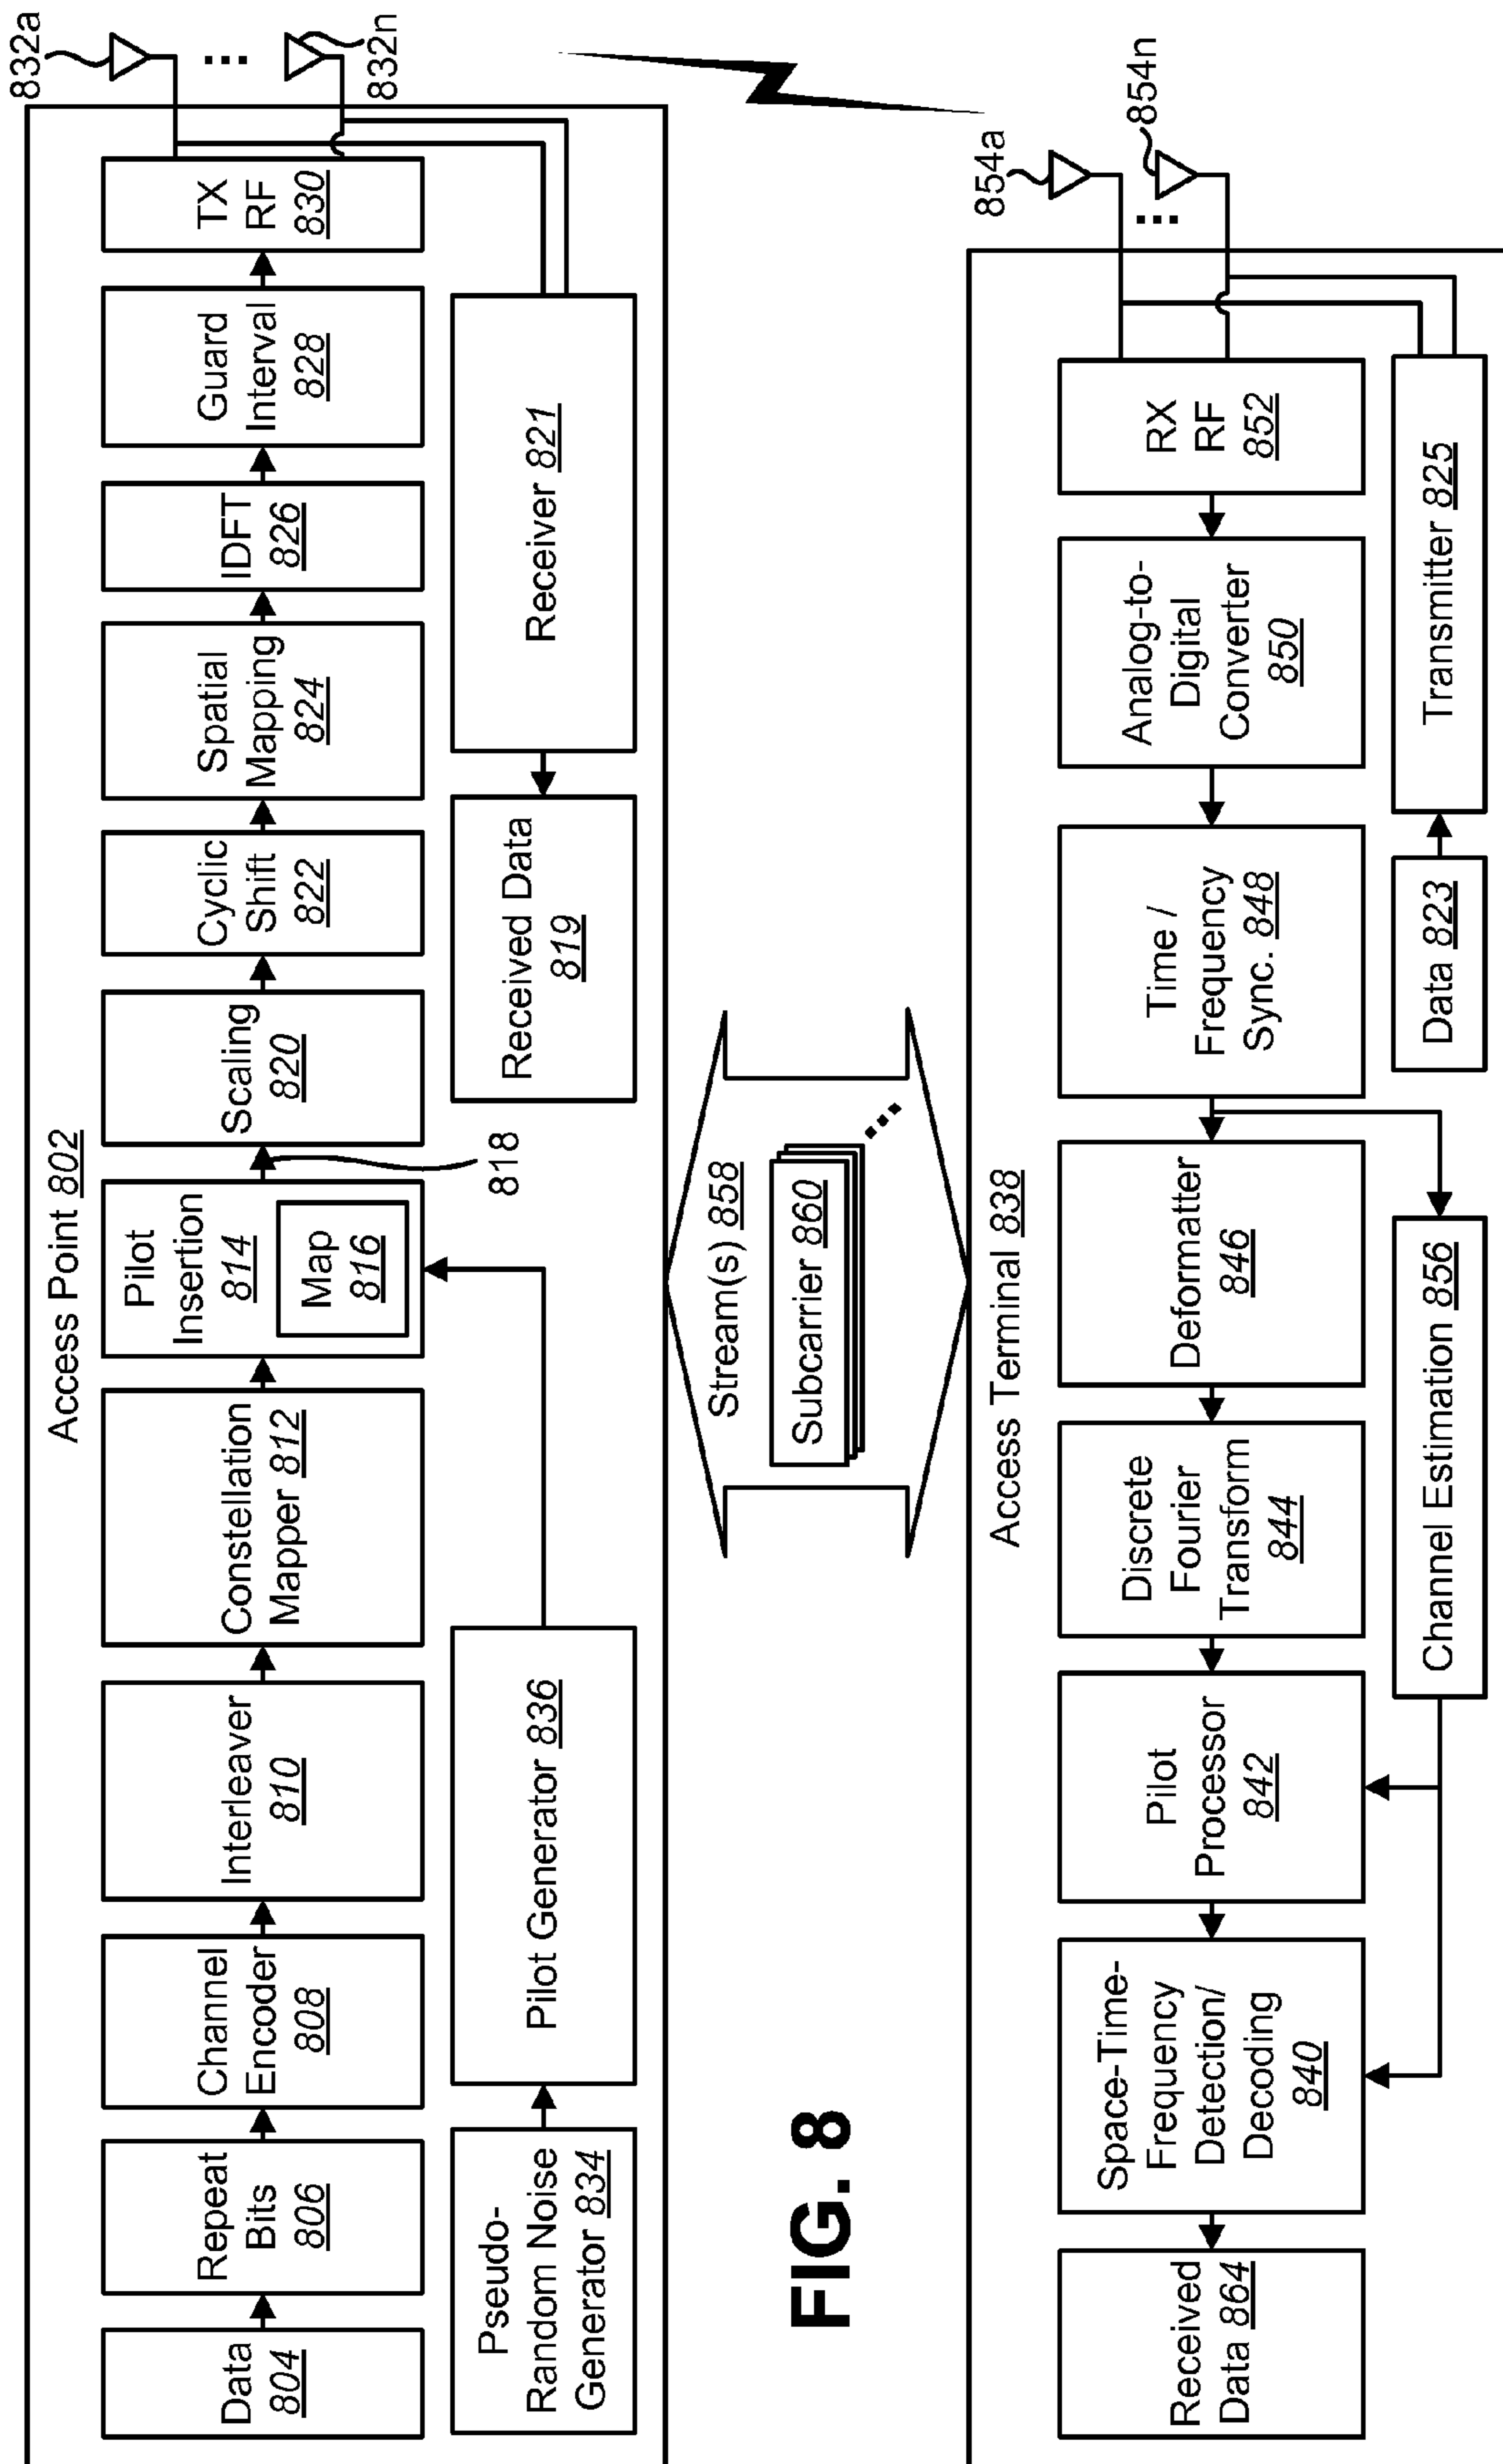 Access Point 802
Data
804
Repeat
Bits
806
Channel
Encoder
808
Interleaver
810
Constellation
Mapper 812
Pilot
Insertion
814
Map
816
818
Scaling
820
Cyclic
Shift
822
Spatial
Mapping
824
IDFT
826
Guard
Interval
828
TX
RF
830
832a
...
832n
Pseudo-
Random Noise
Generator 834
Pilot Generator 836
Received Data
819
Receiver 821
Stream(s) 858
Subcarrier 860
...
FIG. 8
Access Terminal 838
Received
Data 864
Space-Time-
Frequency
Detection/
Decoding
840
Pilot
Processor
842
Discrete
Fourier
Transform
844
Deformatter
846
Time /
Frequency
Sync. 848
Analog-to-
Digital
Converter
850
RX
RF
852
854a
...
854n
Channel Estimation 856
Data 823
Transmitter 825